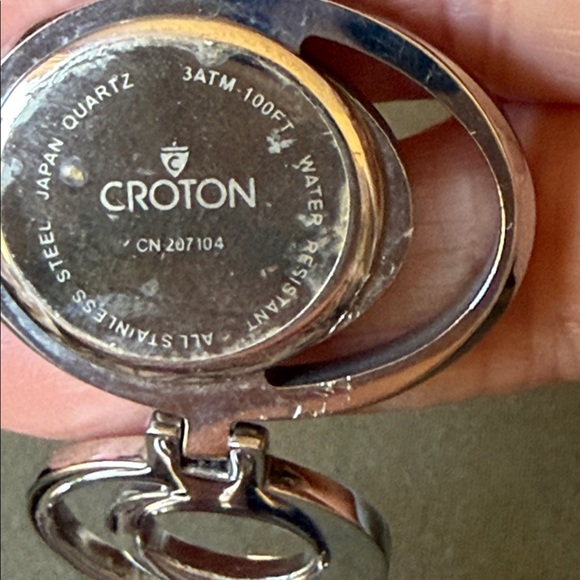 3ATM-100FT. WATER RESISTANT
ALL STAINLESS STEEL JAPAN QUARTZ
C
CROTON
CN 207104